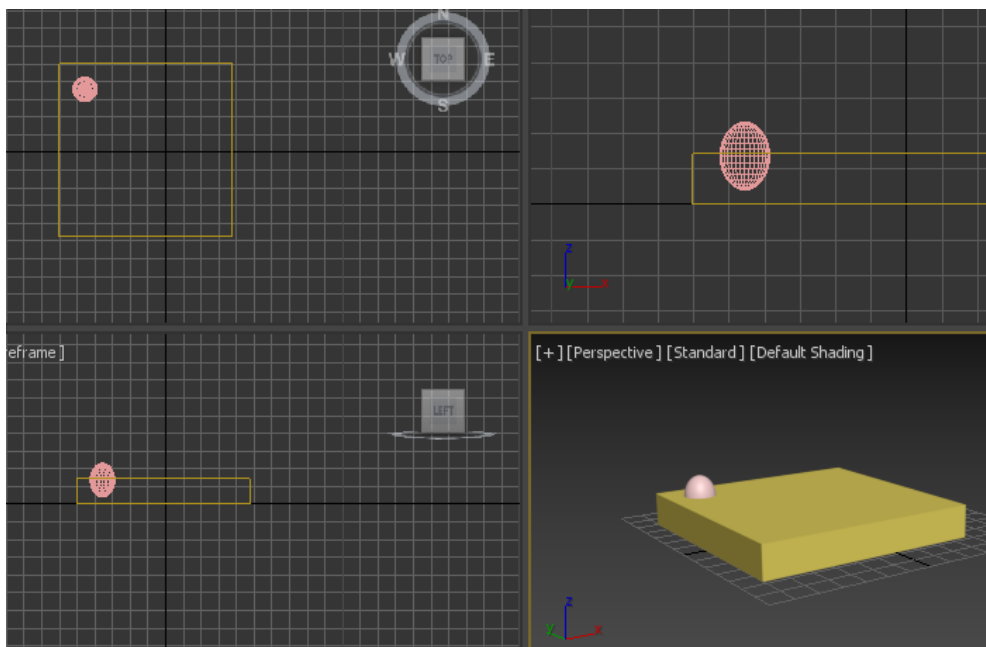 N
W TOP E
S
z
y x
eframe ]
[+] [Perspective ] [Standard ] [Default Shading ]
LEFT
z
y x